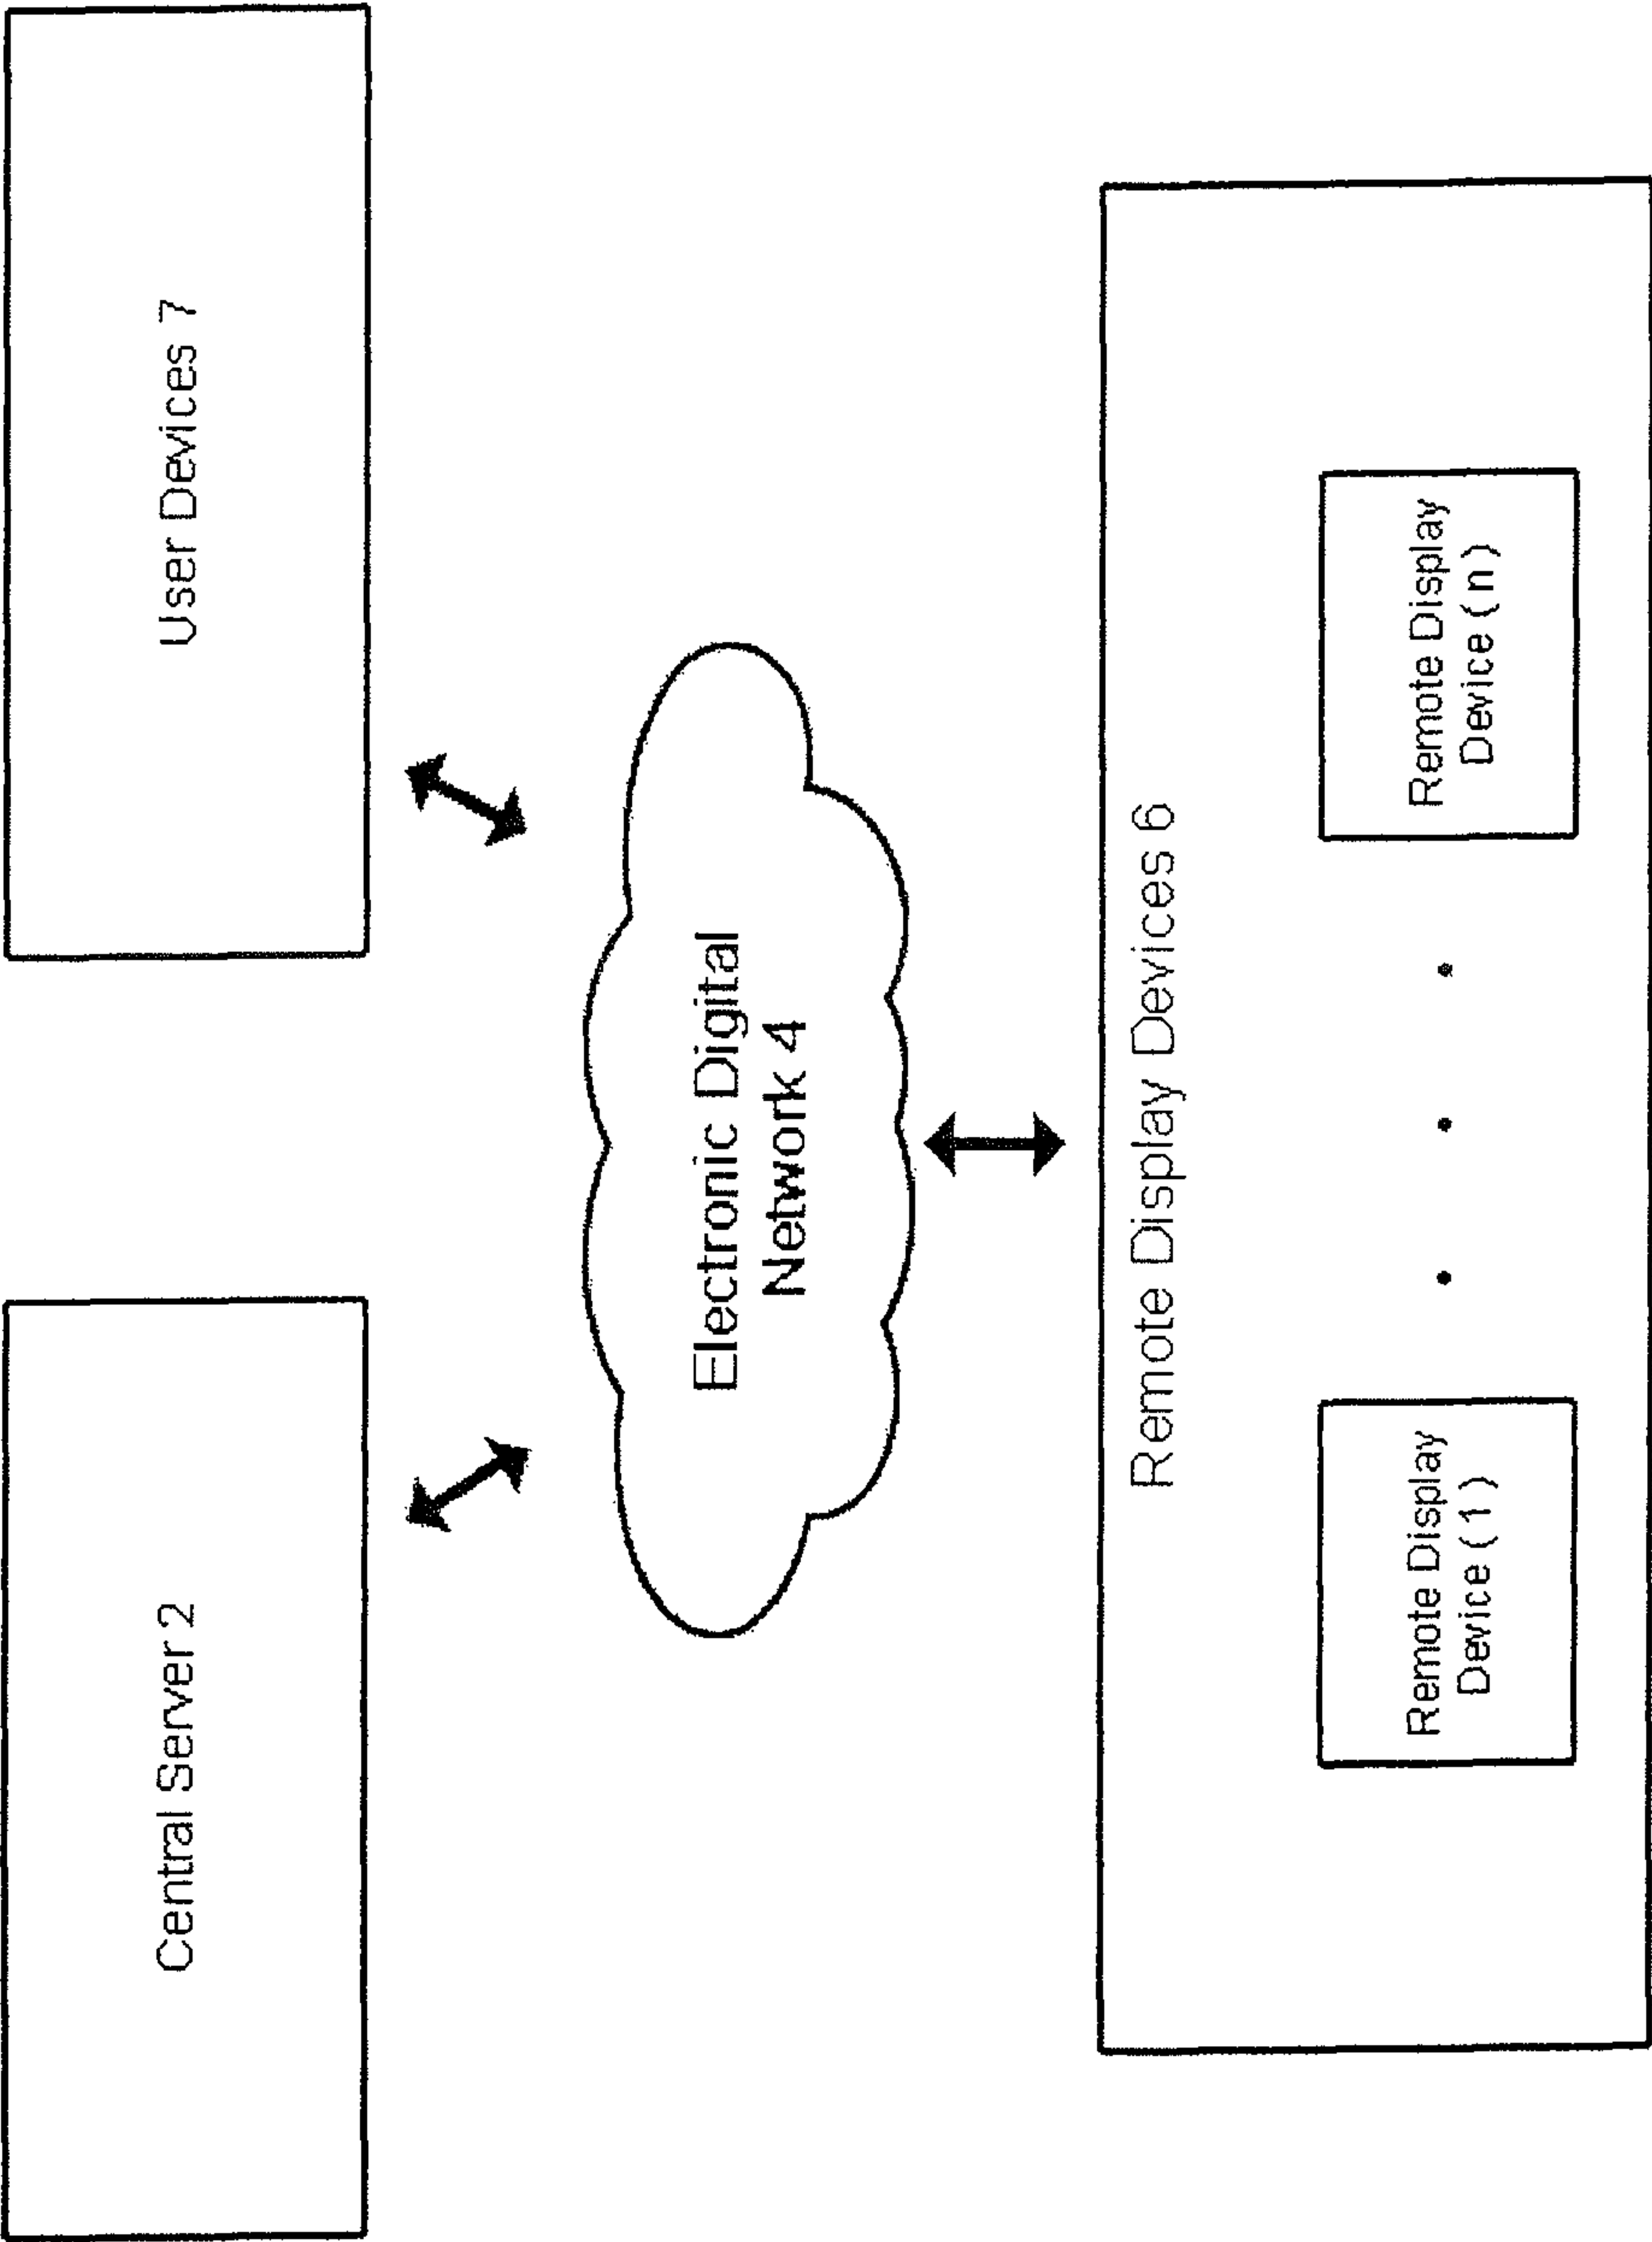 Central Server 2
User Devices 7
Electronic Digital
Network 4
Remote Display Devices 6
Remote Display
Device (1)
Remote Display
Device (n)